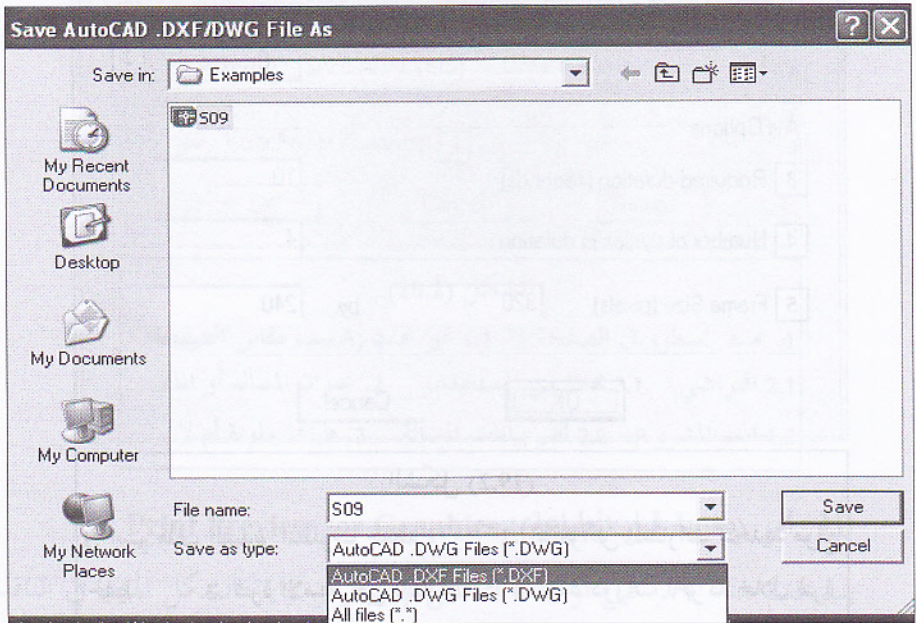 Save AutoCAD .DXF/DWG File As
Save in: Examples
S09
My Recent
Documents
Desktop
My Documents
My Computer
My Network
Places
File name: S09 Save
Save as type: AutoCAD .DWG Files (*.DWG) Cancel
AutoCAD .DXF Files (*.DXF)
AutoCAD .DWG Files (*.DWG)
All files (*.*)